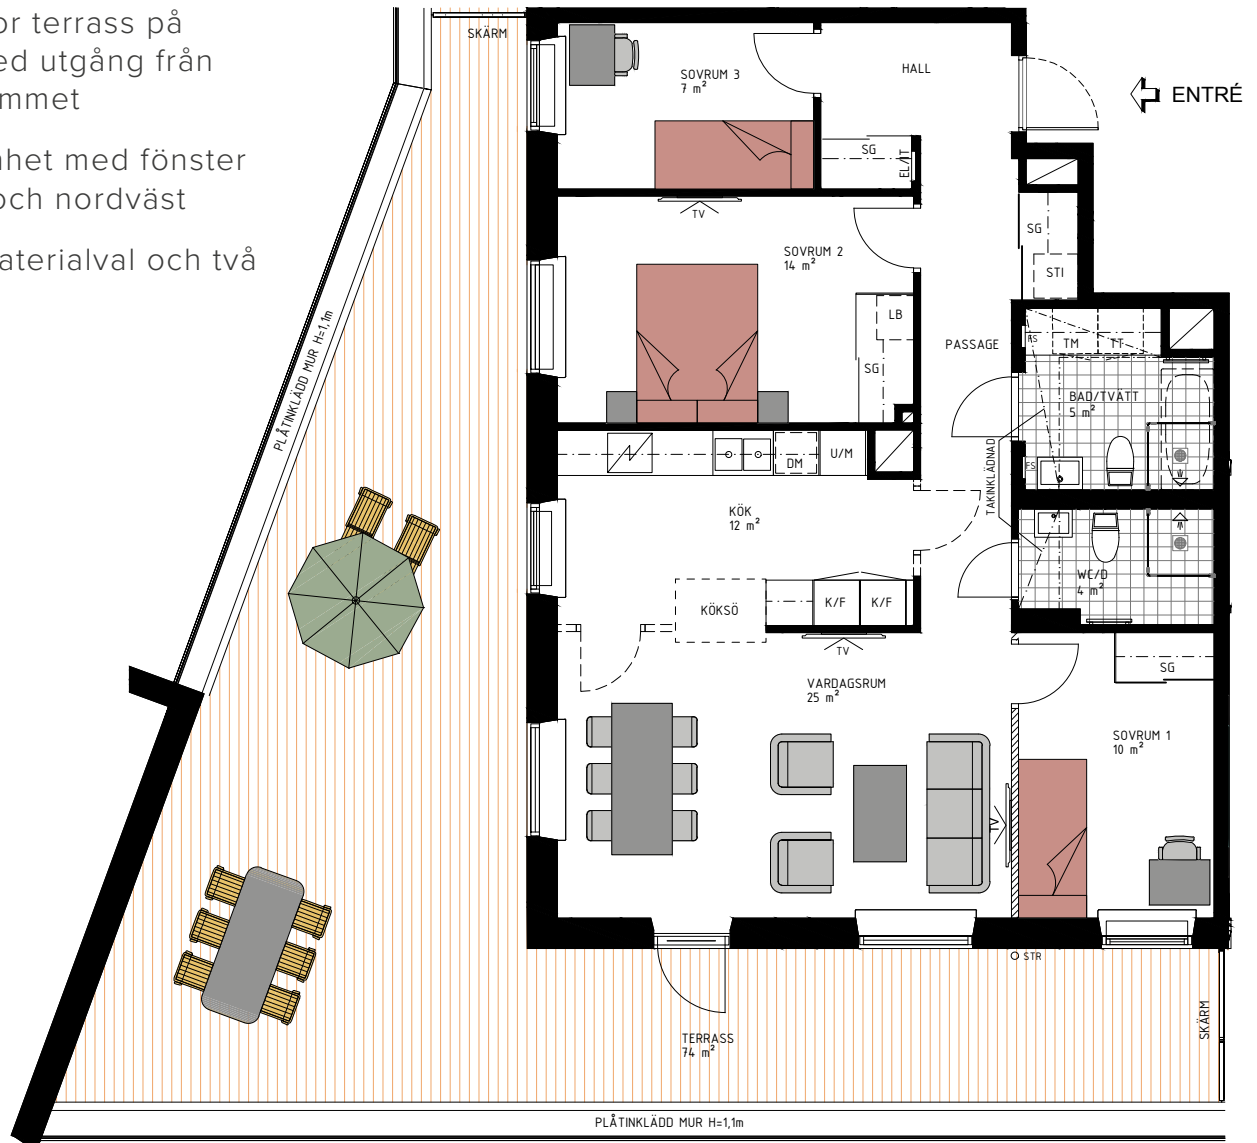 or terrass på
ed utgång från
ammet
nhet med fönster
och nordväst
aterialval och två
SKÄRM
SOVRUM 3
7 m²
HALL
ENTRÉ
SG
EL/IT
TV
SOVRUM 2
14 m²
SG
STI
LB
SG
PASSAGE
FS
TM
TT
BAD/TVÄTT
5 m²
FS
TAKINKLÄDNAD
PLÅTINKLÄDD MUR H=1,1m
DM
U/M
KÖK
12 m²
WC/D
4 m²
KÖKSÖ
K/F
K/F
TV
VARDAGSRUM
25 m²
SG
SOVRUM 1
10 m²
TV
STR
SKÄRM
TERRASS
74 m²
PLÅTINKLÄDD MUR H=1,1m